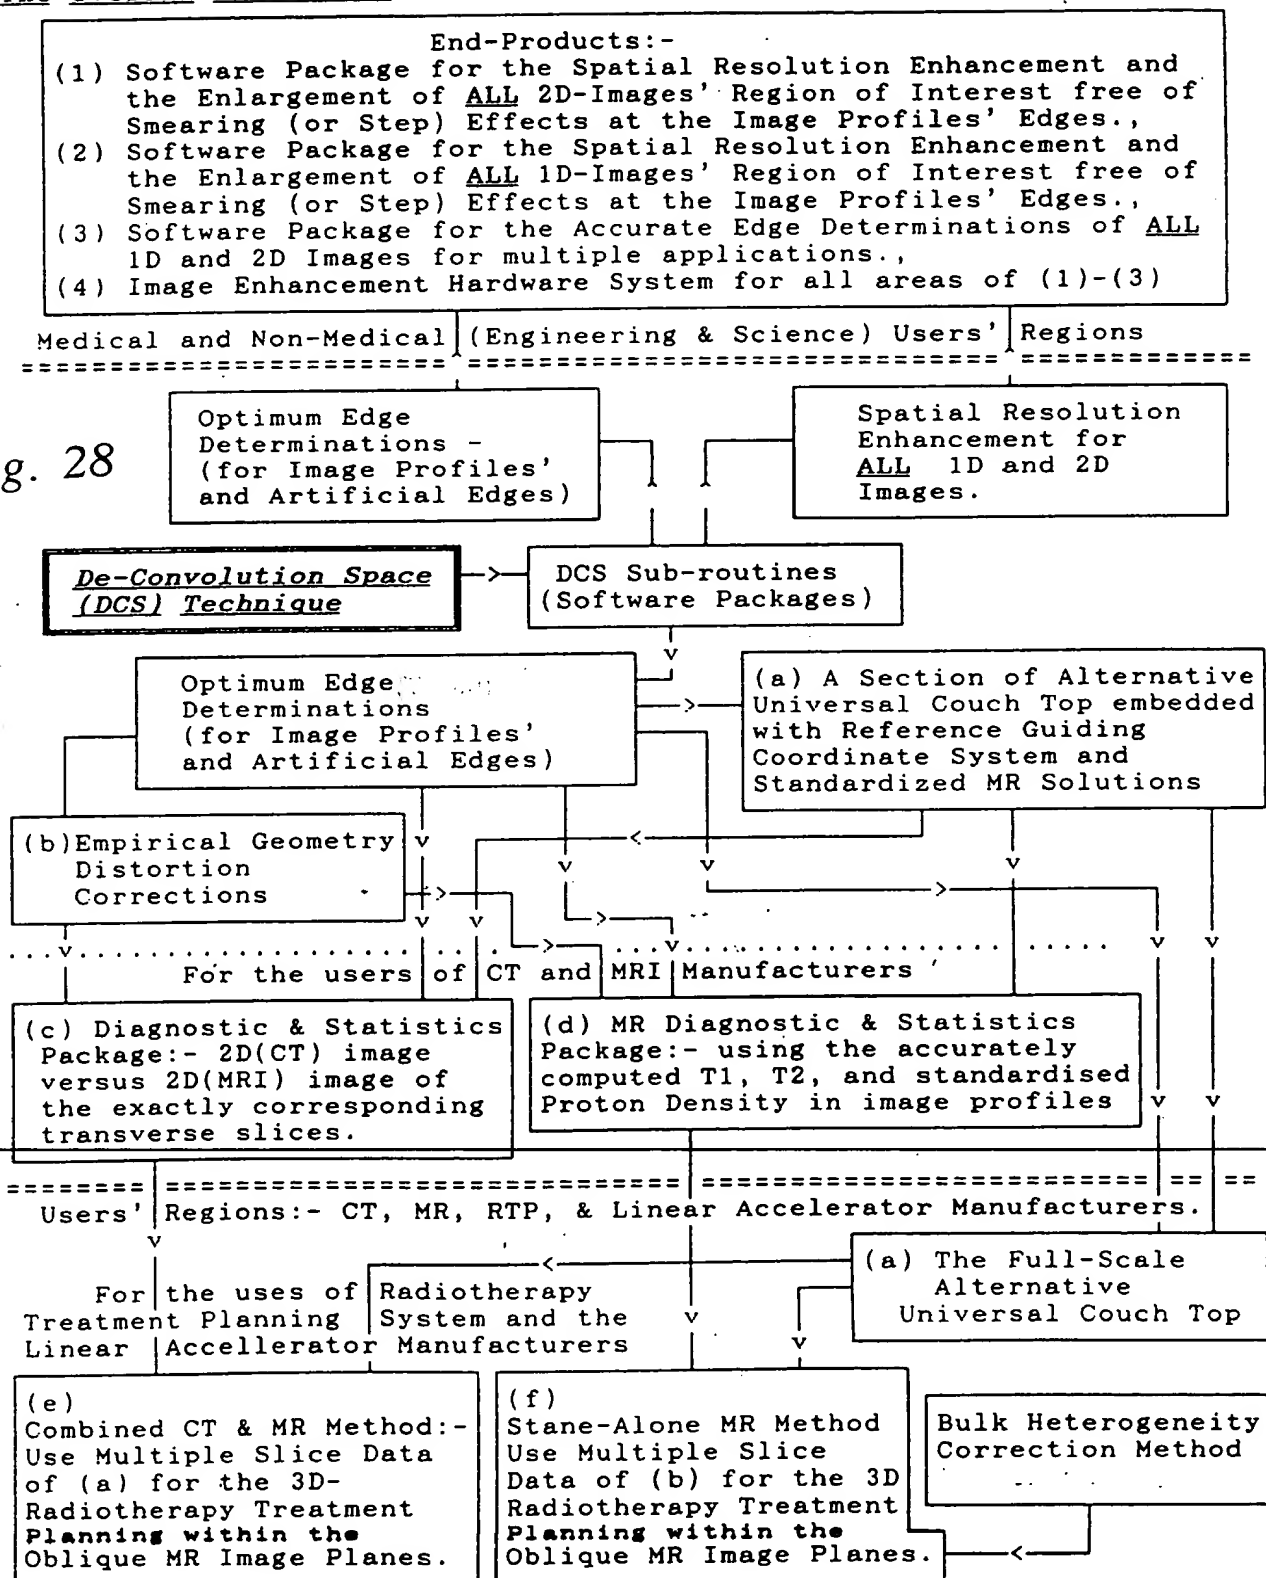 End-Products:-
(1) Software Package for the Spatial Resolution Enhancement and
the Enlargement of ALL 2D-Images' Region of Interest free of
Smearing (or Step) Effects at the Image Profiles' Edges.,
(2) Software Package for the Spatial Resolution Enhancement and
the Enlargement of ALL 1D-Images' Region of Interest free of
Smearing (or Step) Effects at the Image Profiles' Edges.,
(3) Software Package for the Accurate Edge Determinations of ALL
1D and 2D Images for multiple applications.,
(4) Image Enhancement Hardware System for all areas of (1)-(3)
Medical and Non-Medical (Engineering & Science) Users' Regions
Optimum Edge
Determinations -
(for Image Profiles'
and Artificial Edges)
Spatial Resolution
Enhancement for
ALL 1D and 2D
Images.
g. 28
De-Convolution Space
(DCS) Technique
DCS Sub-routines
(Software Packages)
Optimum Edge
Determinations
(for Image Profiles'
and Artificial Edges)
(a) A Section of Alternative
Universal Couch Top embedded
with Reference Guiding
Coordinate System and
Standardized MR Solutions
(b)Empirical Geometry
Distortion
Corrections
For the users of CT and MRI Manufacturers
(c) Diagnostic & Statistics
Package:- 2D(CT) image
versus 2D(MRI) image of
the exactly corresponding
transverse slices.
(d) MR Diagnostic & Statistics
Package:- using the accurately
computed T1, T2, and standardised
Proton Density in image profiles
Users' Regions:- CT, MR, RTP, & Linear Accelerator Manufacturers.
(a) The Full-Scale
Alternative
Universal Couch Top
For the uses of Radiotherapy
Treatment Planning System and the
Linear Accellerator Manufacturers
(e)
Combined CT & MR Method:-
Use Multiple Slice Data
of (a) for the 3D-
Radiotherapy Treatment
Planning within the
Oblique MR Image Planes.
(f)
Stane-Alone MR Method
Use Multiple Slice
Data of (b) for the 3D
Radiotherapy Treatment
Planning within the
Oblique MR Image Planes.
Bulk Heterogeneity
Correction Method